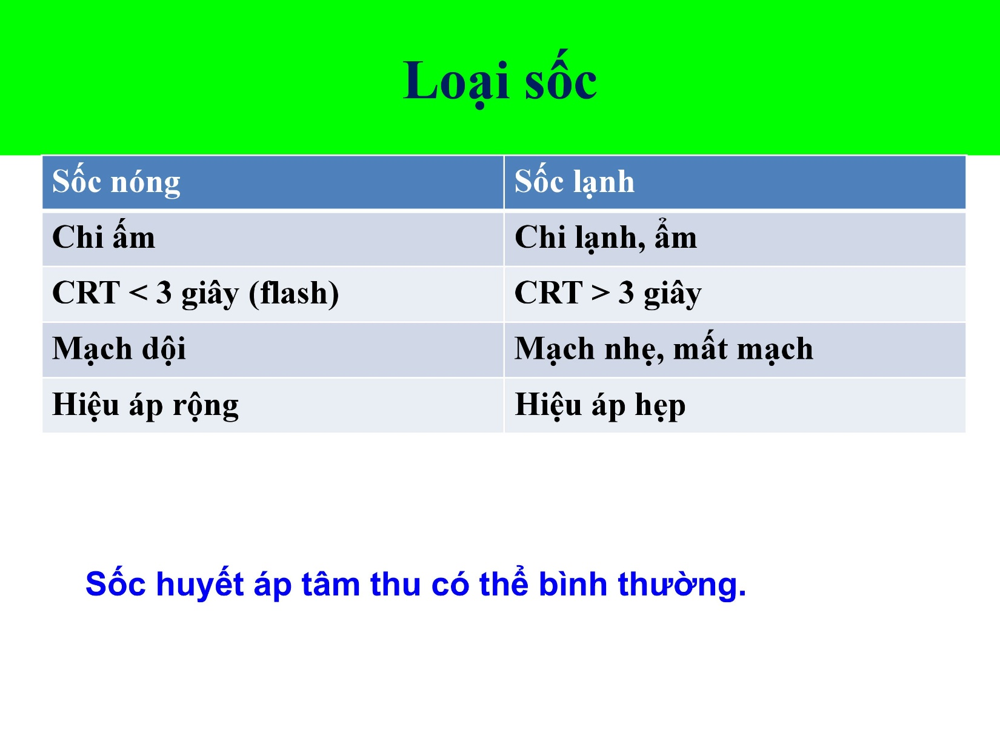 Loại sốc
Sốc nóng
Sốc lạnh
Chi ấm
Chi lạnh, ẩm
CRT < 3 giây (flash)
CRT > 3 giây
Mạch dội
Mạch nhẹ, mất mạch
Hiệu áp rộng
Hiệu áp hẹp
Sốc huyết áp tâm thu có thể bình thường.